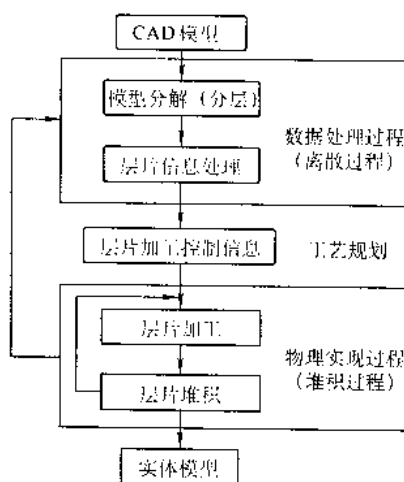 CAD模型
模型分解（分层）
数据处理过程
（离散过程）
层片信息处理
层片加工控制信息
工艺规划
层片加工
物理实现过程
（堆积过程）
层片堆积
实体模型